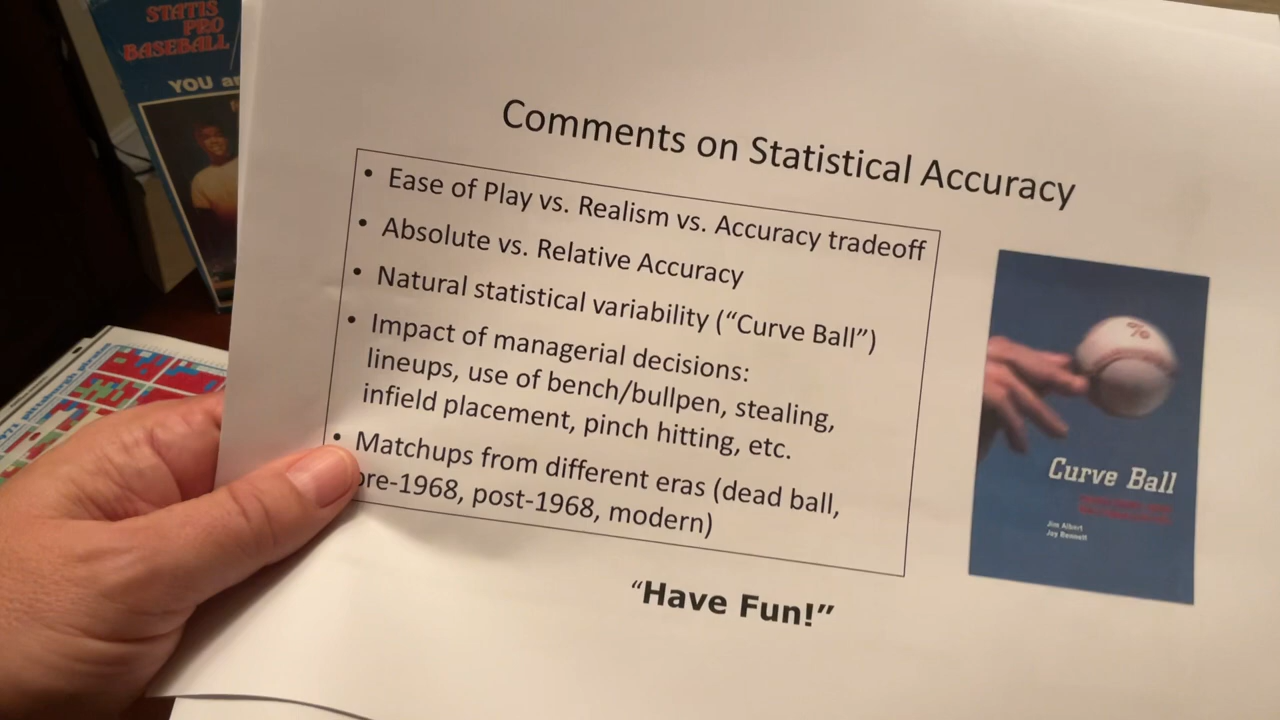 STATIS
PRO
BASEBALL
YOU
Comments on Statistical Accuracy
• Ease of Play vs. Realism vs. Accuracy tradeoff
• Absolute vs. Relative Accuracy
• Natural statistical variability (“Curve Ball”)
• Impact of managerial decisions:
lineups, use of bench/bullpen, stealing,
infield placement, pinch hitting, etc.
• Matchups from different eras (dead ball,
pre-1968, post-1968, modern)
“Have Fun!”
%
Curve Ball
Jim Albert
Jay Bennett